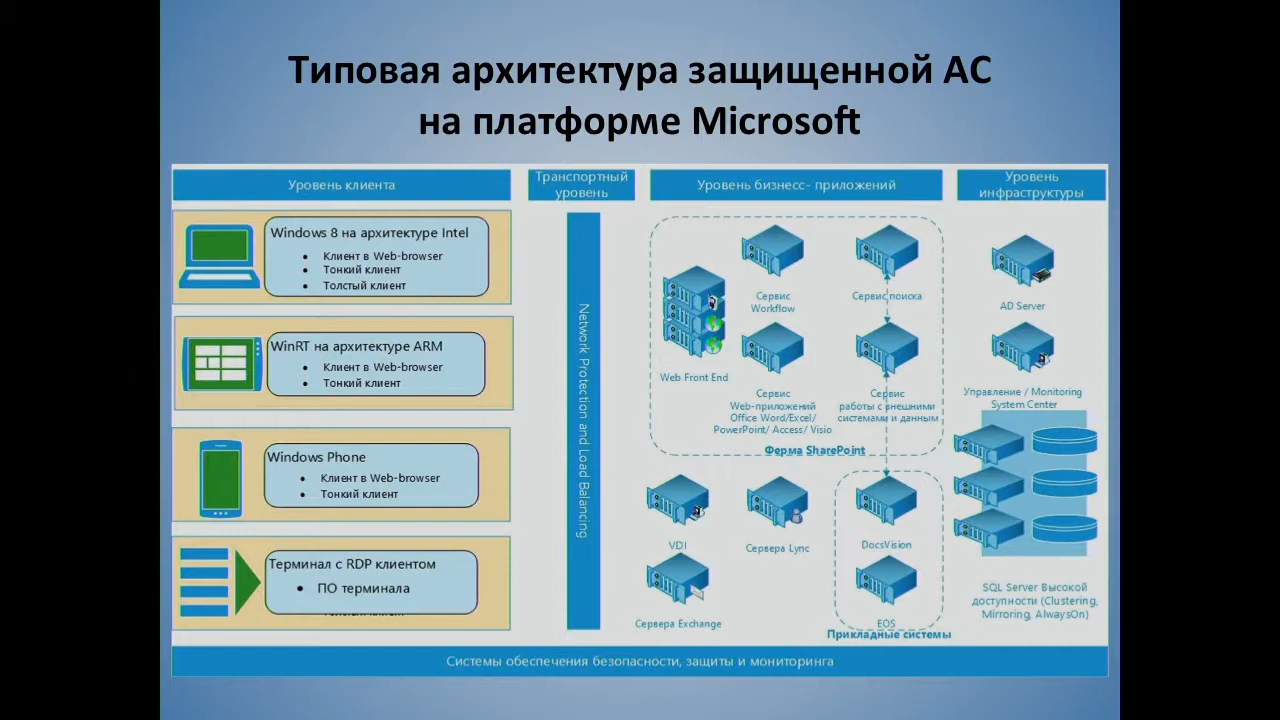 Типовая архитектура защищенной АС
на платформе Microsoft
Уровень клиента
Транспортный
уровень
Уровень бизнесс- приложений
Уровень
инфраструктуры
Windows 8 на архитектуре Intel
• Клиент в Web-browser
• Тонкий клиент
• Толстый клиент
WinRT на архитектуре ARM
• Клиент в Web-browser
• Тонкий клиент
Windows Phone
• Клиент в Web-browser
• Тонкий клиент
Терминал с RDP клиентом
• ПО терминала
Network Protection and Load Balancing
Web Front End
Сервис
Workflow
Сервис поиска
Сервис
Web-приложений
Office Word/Excel/
PowerPoint/ Access/ Visio
Сервис
работы с внешними
системами и данным
Ферма SharePoint
VDI
Сервера Lync
Сервера Exchange
DocsVision
EOS
Прикладные системы
AD Server
Управление / Monitoring
System Center
SQL Server Высокой
доступности (Clustering,
Mirroring, AlwaysOn)
Системы обеспечения безопасности, защиты и мониторинга